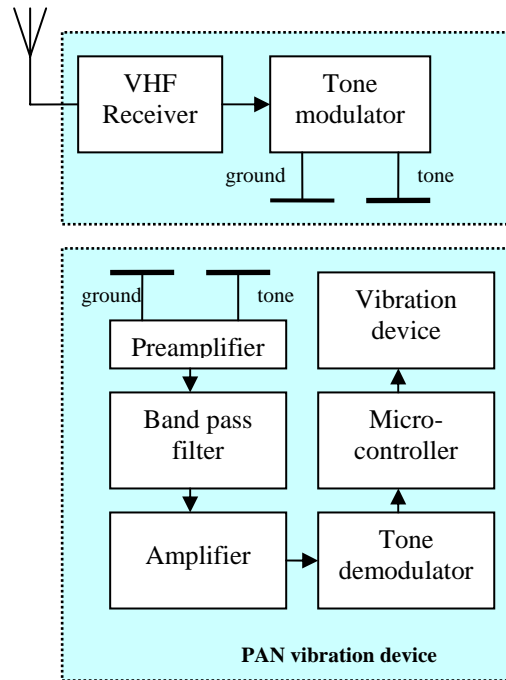 VHF
Receiver
Tone
modulator
ground
tone
ground
tone
Preamplifier
Vibration
device
Band pass
filter
Micro-
controller
Amplifier
Tone
demodulator
PAN vibration device